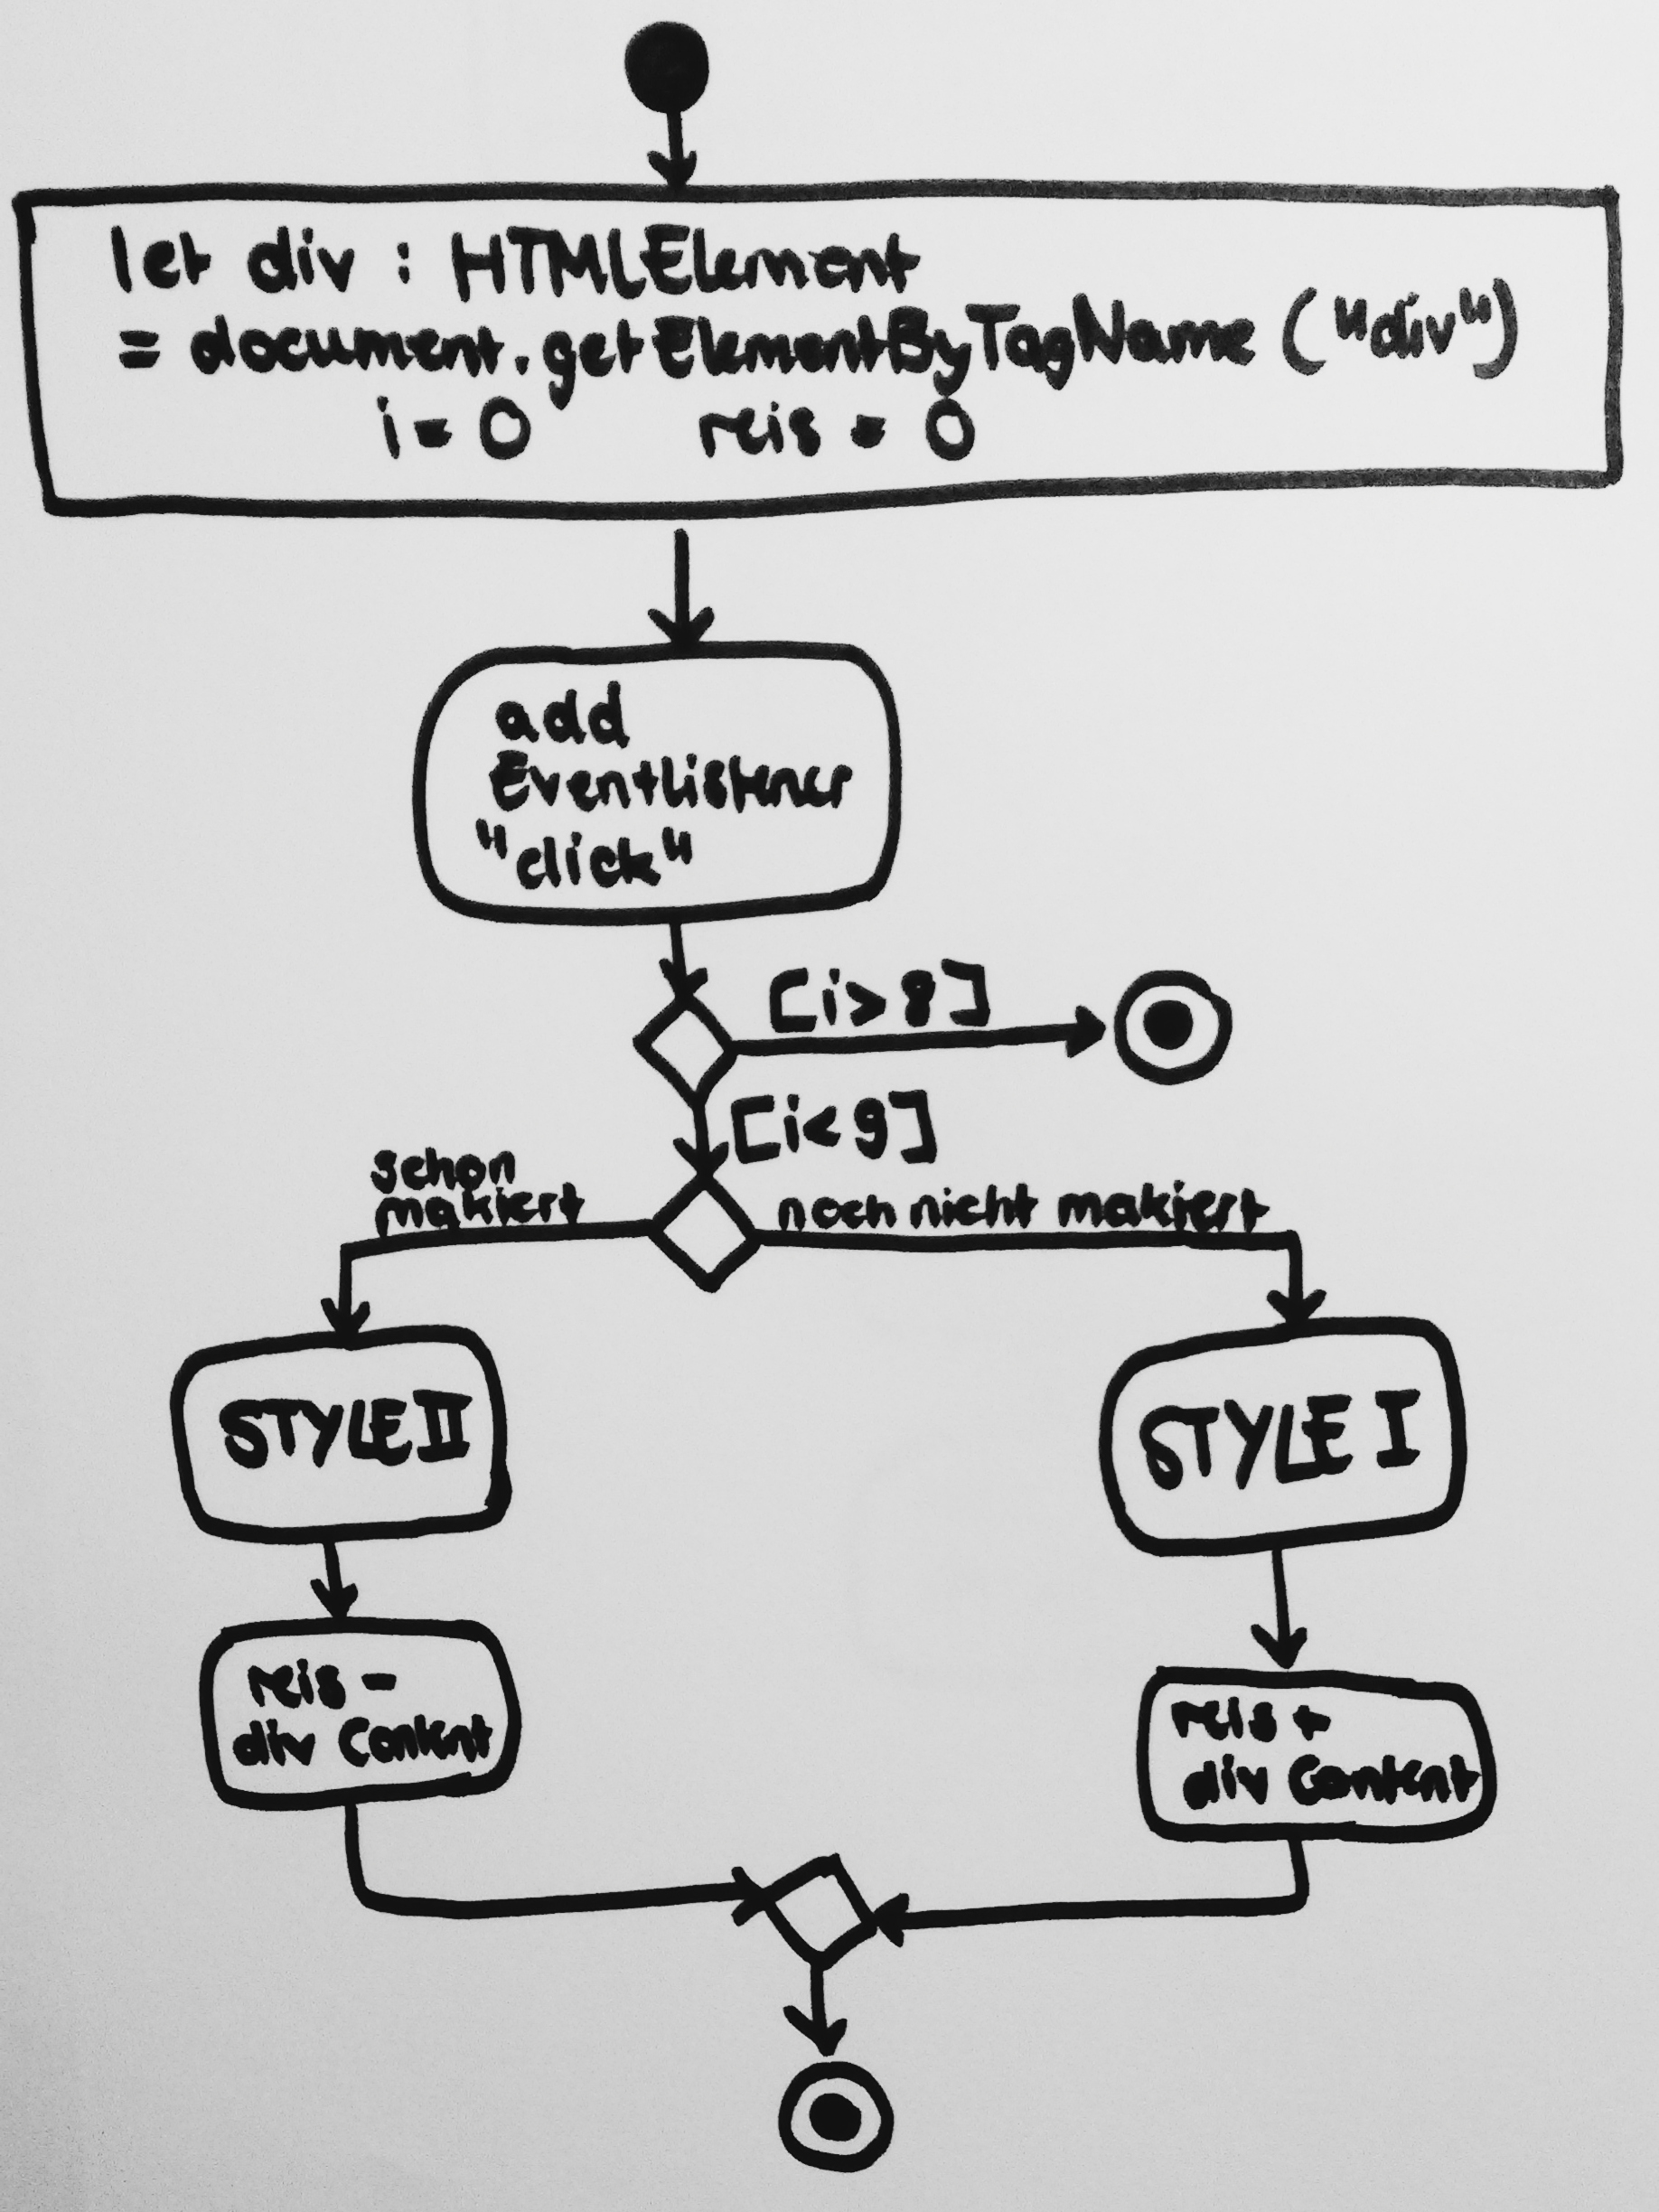 let div : HTMLElement
= document.getElementByTagName ("div")
i = 0 reis = 0
add
Eventlistener
"click"
[i > 8]
[i < 9]
schon
makiert
noch nicht makiert
STYLE II
STYLE I
reis -
div Content
reis +
div Content